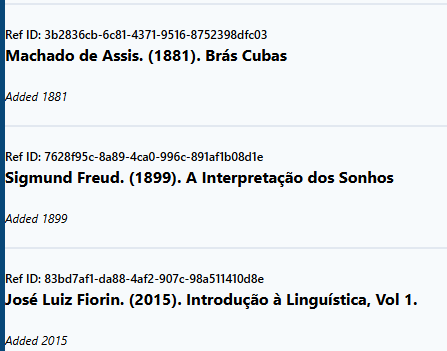 Ref ID: 3b2836cb-6c81-4371-9516-8752398dfc03
Machado de Assis. (1881). Brás Cubas
Added 1881
Ref ID: 7628f95c-8a89-4ca0-996c-891af1b08d1e
Sigmund Freud. (1899). A Interpretação dos Sonhos
Added 1899
Ref ID: 83bd7af1-da88-4af2-907c-98a511410d8e
José Luiz Fiorin. (2015). Introdução à Linguística, Vol 1.
Added 2015